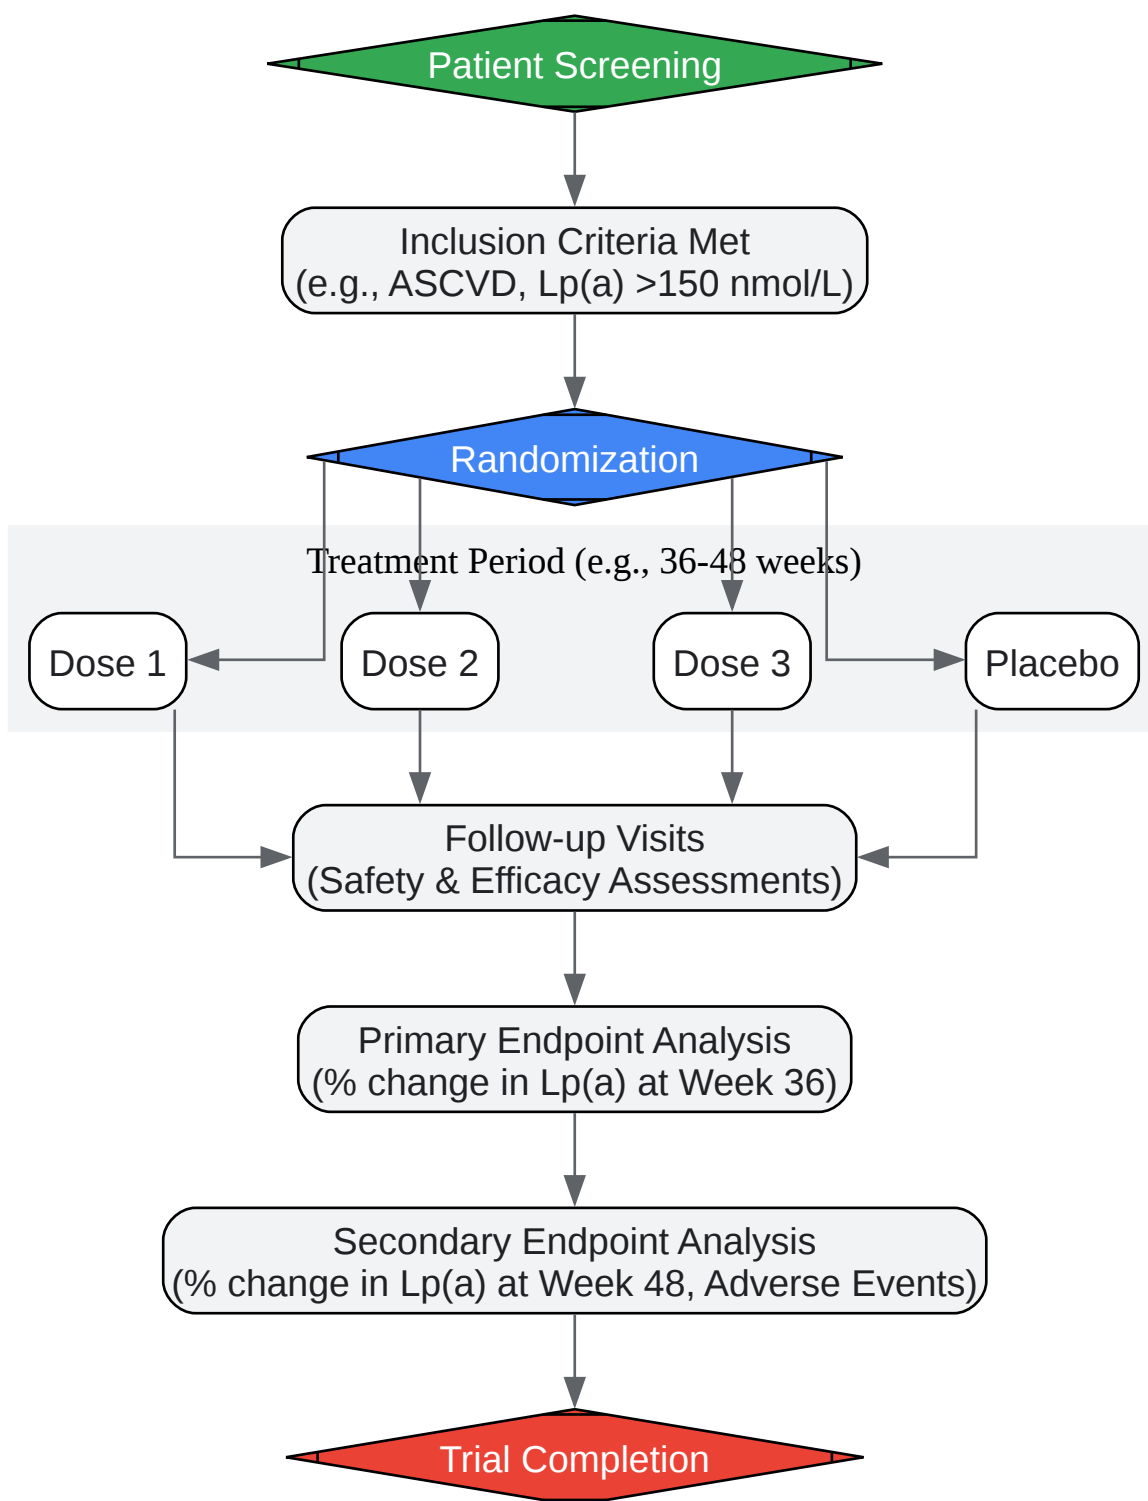 Patient Screening
Inclusion Criteria Met
(e.g., ASCVD, Lp(a) >150 nmol/L)
Randomization
Treatment Period (e.g., 36-48 weeks)
Dose 1
Dose 2
Dose 3
Placebo
Follow-up Visits
(Safety & Efficacy Assessments)
Primary Endpoint Analysis
(% change in Lp(a) at Week 36)
Secondary Endpoint Analysis
(% change in Lp(a) at Week 48, Adverse Events)
Trial Completion